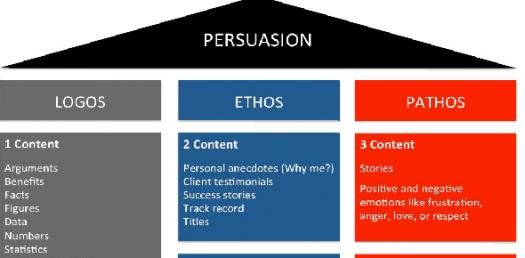 PERSUASION
LOGOS
ETHOS
PATHOS
1 Content
Arguments
Benefits
Facts
Figures
Data
Numbers
Statistics
2 Content
Personal anecdotes (Why me?)
Client testimonials
Success stories
Track record
Titles
3 Content
Stories
Positive and negative
emotions like frustration,
anger, love, or respect